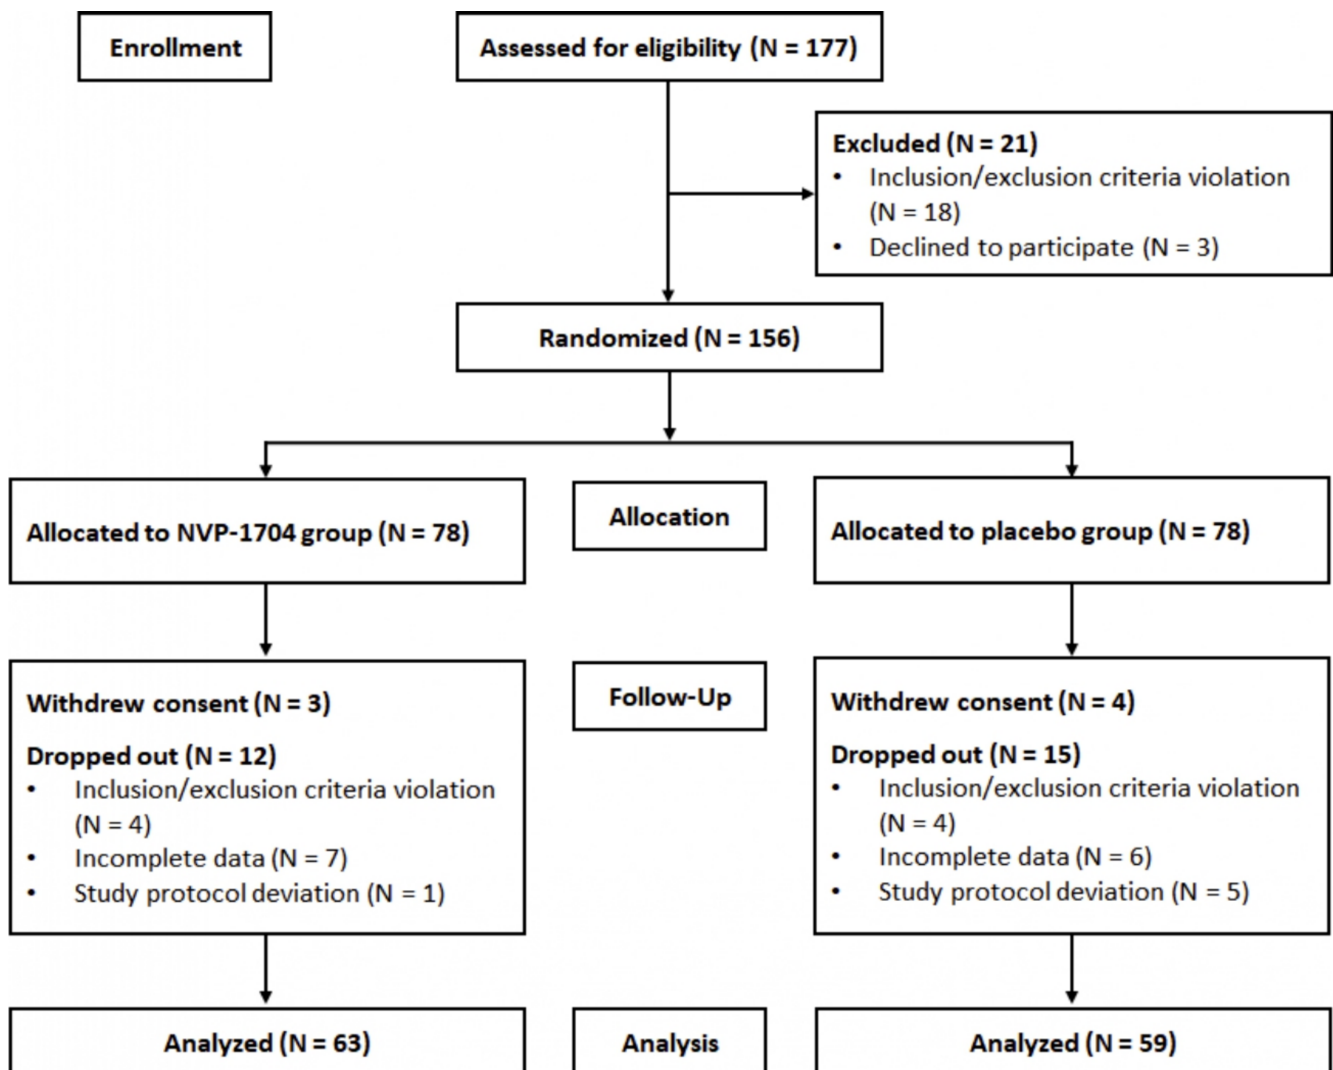 Enrollment
Assessed for eligibility (N = 177)
Excluded (N = 21)
• Inclusion/exclusion criteria violation
(N = 18)
• Declined to participate (N = 3)
Randomized (N = 156)
Allocated to NVP-1704 group (N = 78)
Allocation
Allocated to placebo group (N = 78)
Withdrew consent (N = 3)
Dropped out (N = 12)
• Inclusion/exclusion criteria violation
(N = 4)
• Incomplete data (N = 7)
• Study protocol deviation (N = 1)
Follow-Up
Withdrew consent (N = 4)
Dropped out (N = 15)
• Inclusion/exclusion criteria violation
(N = 4)
• Incomplete data (N = 6)
• Study protocol deviation (N = 5)
Analyzed (N = 63)
Analysis
Analyzed (N = 59)